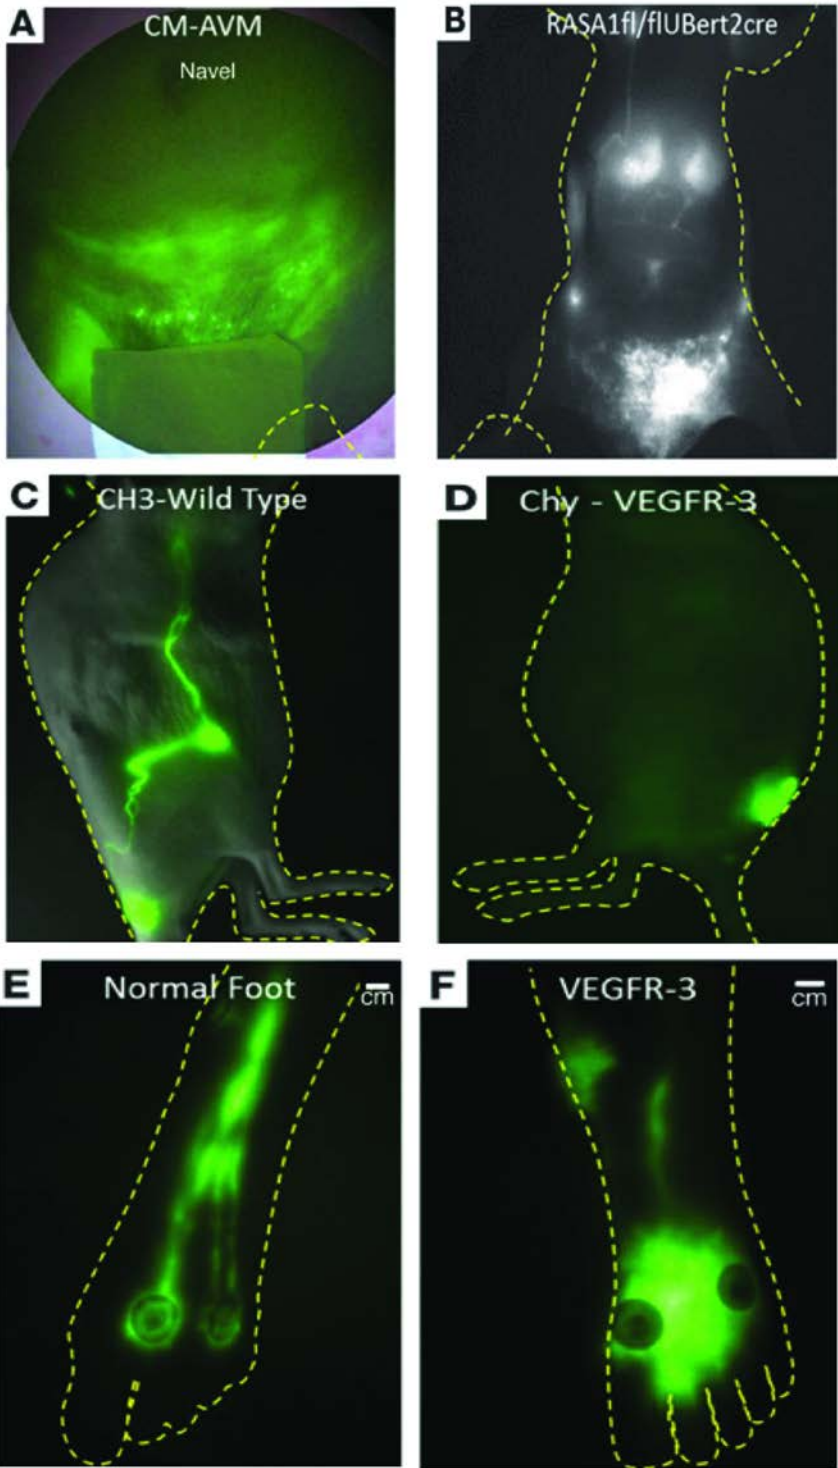 A
CM-AVM
Navel
B
RASA1fl/flUBert2cre
C
CH3-Wild Type
D
Chy - VEGFR-3
E
Normal Foot
cm
F
VEGFR-3
cm